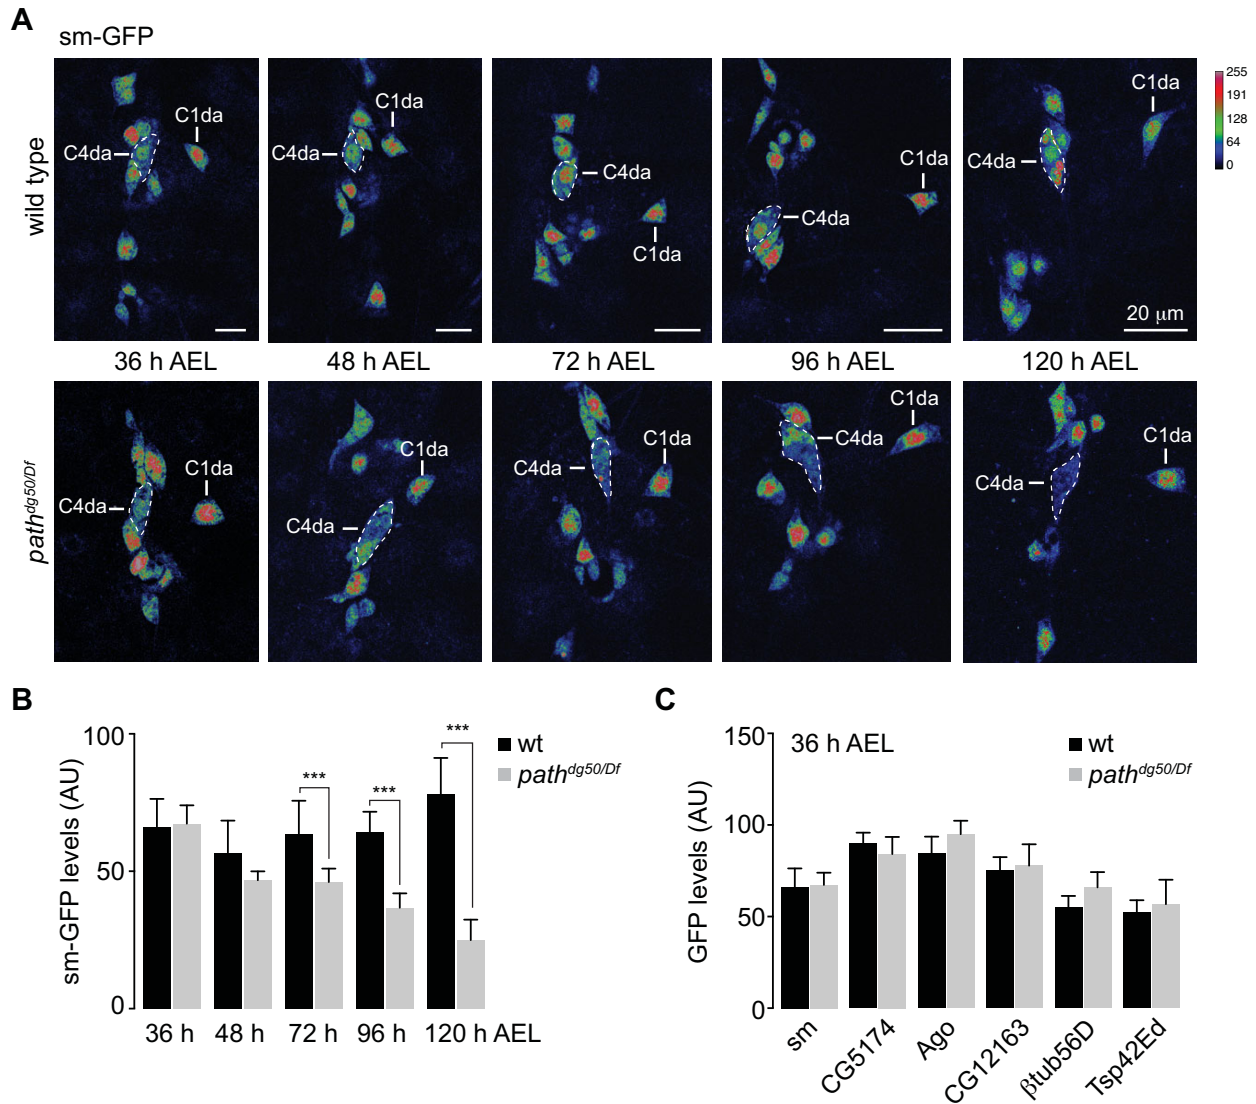 A
sm-GFP
wild type
C4da
C1da
C4da
C1da
C4da
C1da
C4da
C1da
C4da
C1da
20 μm
255
191
128
64
0
36 h AEL
48 h AEL
72 h AEL
96 h AEL
120 h AEL
path^dg50/Df
C4da
C1da
C4da
C1da
C4da
C1da
C4da
C1da
C4da
C1da
B
sm-GFP levels (AU)
100
50
0
***
***
***
wt
path^dg50/Df
36 h
48 h
72 h
96 h
120 h AEL
C
GFP levels (AU)
150
100
50
0
36 h AEL
wt
path^dg50/Df
sm
CG5174
Ago
CG12163
βtub56D
Tsp42Ed